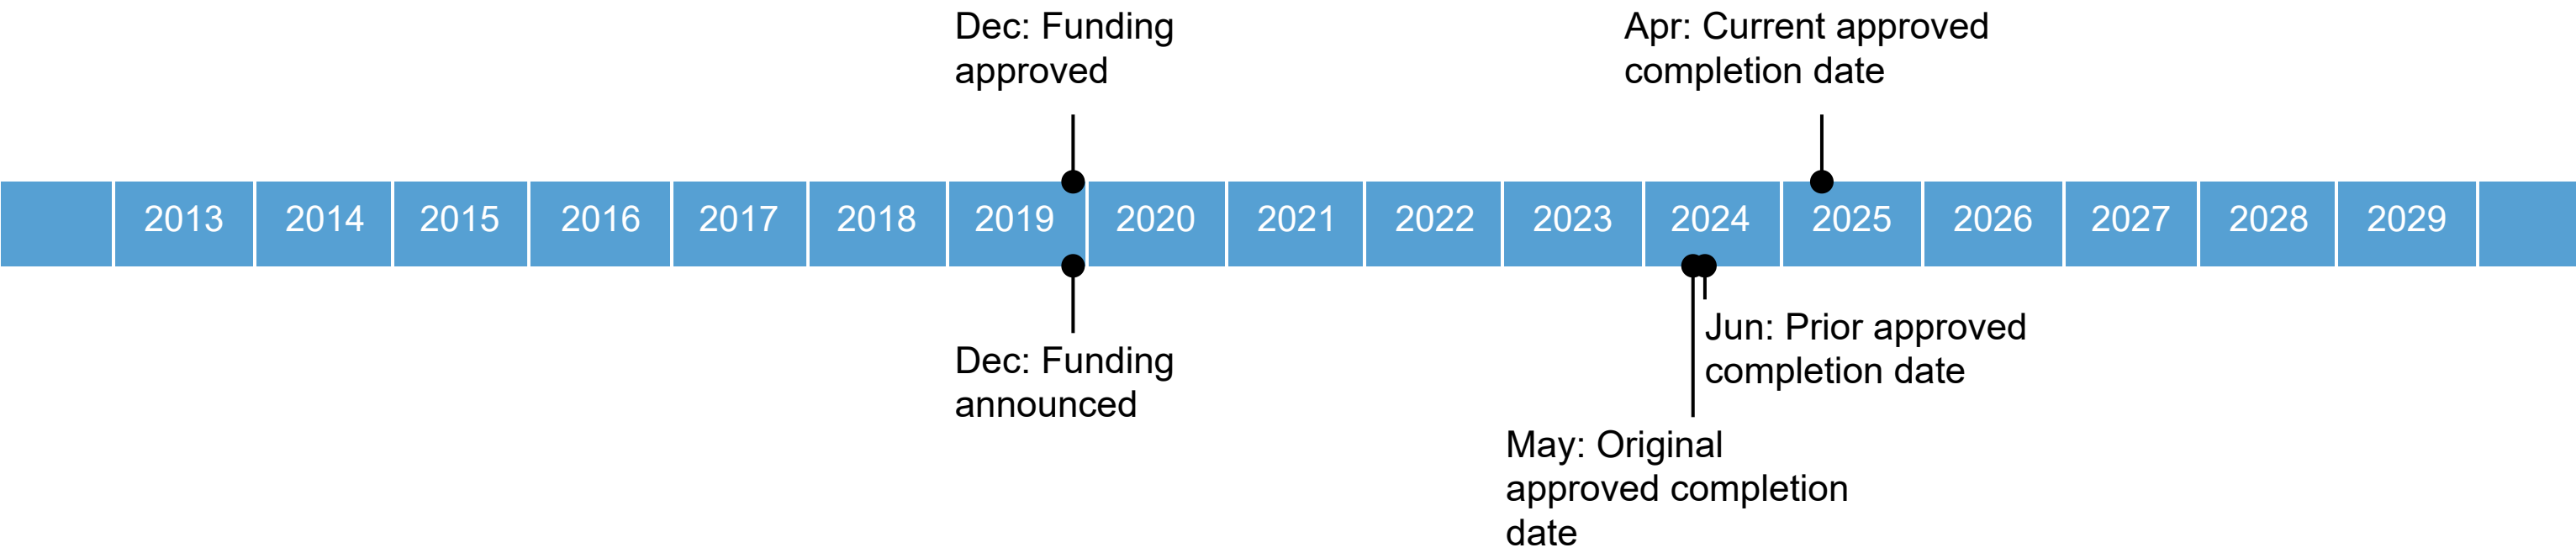 Dec: Funding
approved
Apr: Current approved
completion date
2013 2014 2015 2016 2017 2018 2019 2020 2021 2022 2023 2024 2025 2026 2027 2028 2029
Jun: Prior approved
completion date
Dec: Funding
announced
May: Original
approved completion
date